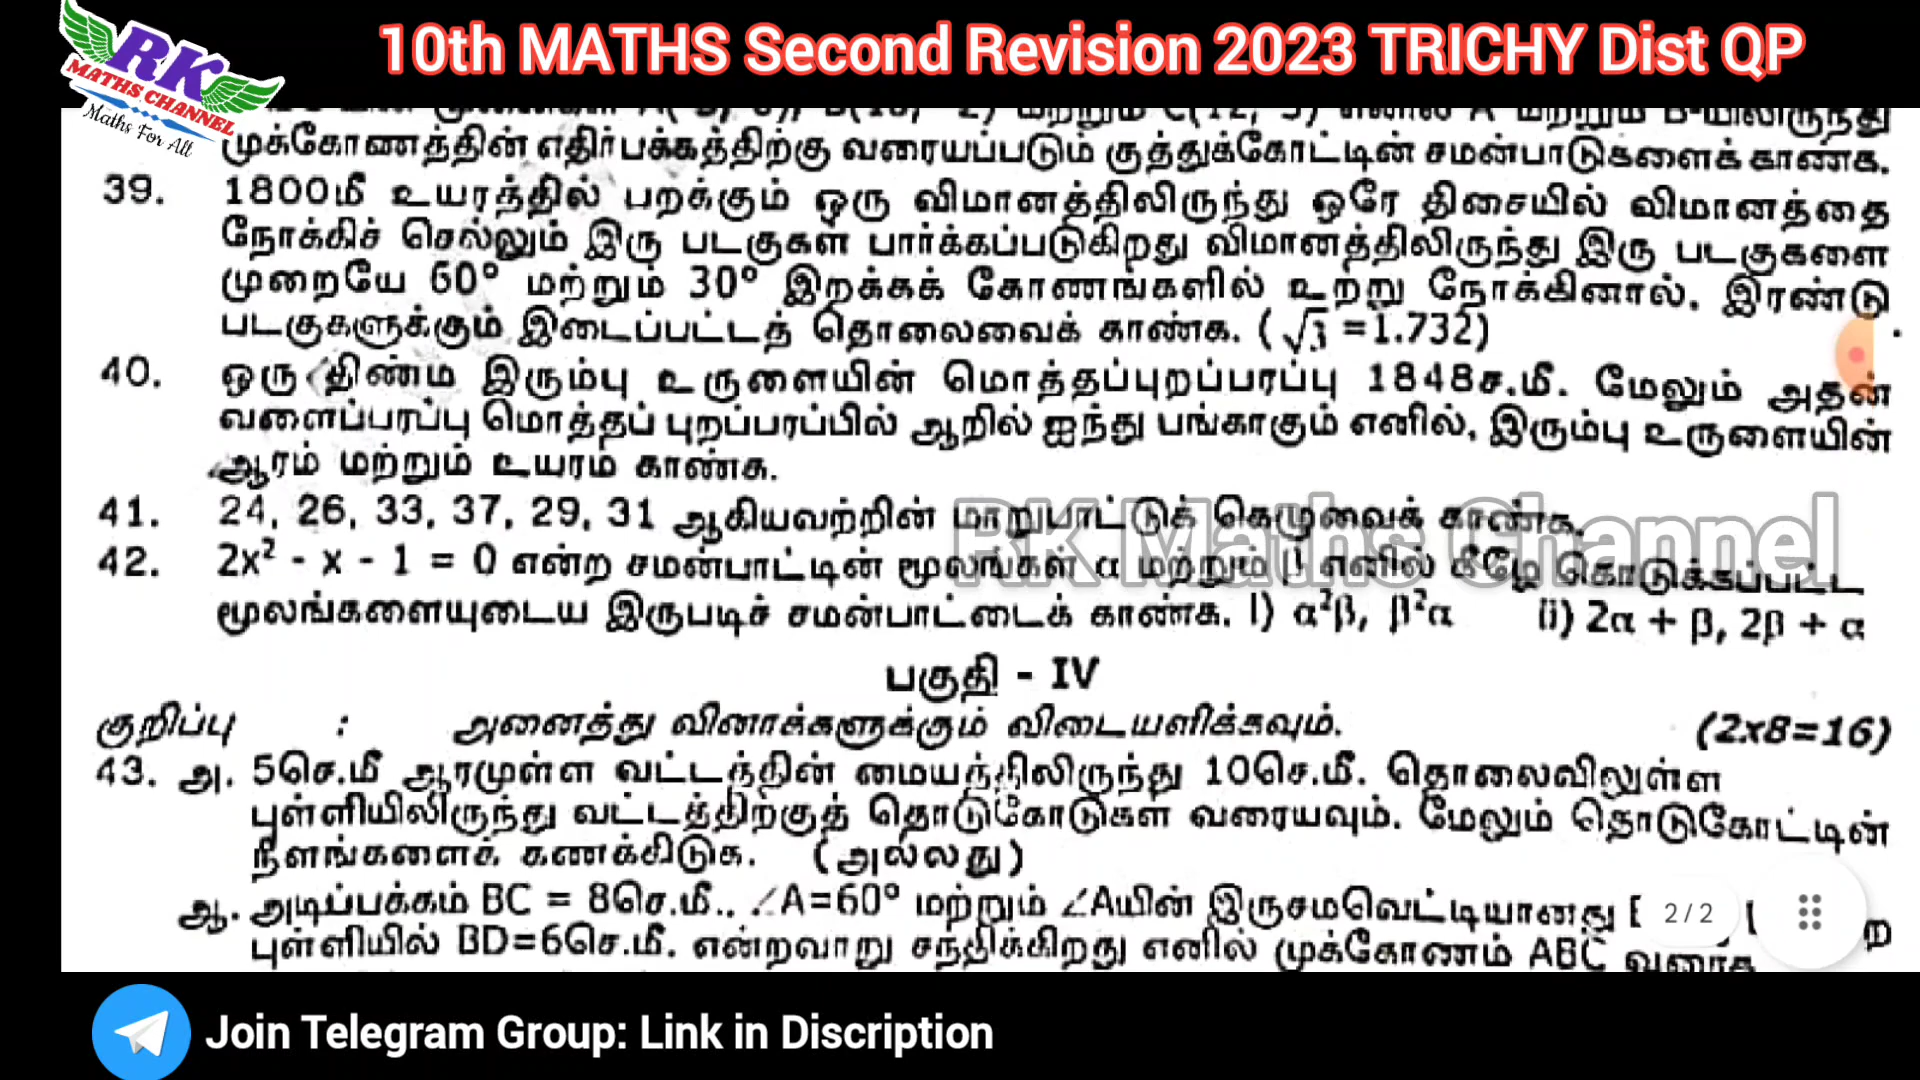 10th MATHS Second Revision 2023 TRICHY Dist QP
RK
MATHS CHANNEL
Maths For All
மற்றும் C(12, 5) எனில் A மற்றும் B யிலிருந்து
முக்கோணத்தின் எதிர்பக்கத்திற்கு வரையப்படும் குத்துக்கோட்டின் சமன்பாடுகளைக் காண்க.
39. 1800மீ உயரத்தில் பறக்கும் ஒரு விமானத்திலிருந்து ஒரே திசையில் விமானத்தை
நோக்கிச் செல்லும் இரு படகுகள் பார்க்கப்படுகிறது விமானத்திலிருந்து இரு படகுகளை
முறையே 60° மற்றும் 30° இறக்கக் கோணங்களில் உற்று நோக்கினால், இரண்டு
படகுகளுக்கும் இடைப்பட்டத் தொலைவைக் காண்க. (√3 =1.732)
40. ஒரு திண்ம இரும்பு உருளையின் மொத்தப்புறப்பரப்பு 1848ச.மீ. மேலும் அதன்
வளைப்பரப்பு மொத்தப் புறப்பரப்பில் ஆறில் ஐந்து பங்காகும் எனில், இரும்பு உருளையின்
ஆரம் மற்றும் உயரம் காண்க.
41. 24, 26, 33, 37, 29, 31 ஆகியவற்றின் மாறுபாட்டுக் கெழுவைக் காண்க.
RK Maths Channel
42. 2x² - x - 1 = 0 என்ற சமன்பாட்டின் மூலங்கள் α மற்றும் β எனில் கீழே கொடுக்கப்பட்ட
மூலங்களையுடைய இருபடிச் சமன்பாட்டைக் காண்க. i) α²β, β²α ii) 2α + β, 2β + α
பகுதி - IV
குறிப்பு : அனைத்து வினாக்களுக்கும் விடையளிக்கவும். (2x8=16)
43. அ. 5செ.மீ ஆரமுள்ள வட்டத்தின் மையத்திலிருந்து 10செ.மீ. தொலைவிலுள்ள
புள்ளியிலிருந்து வட்டத்திற்குத் தொடுகோடுகள் வரையவும். மேலும் தொடுகோட்டின்
நீளங்களைக் கணக்கிடுக. (அல்லது)
ஆ. அடிப்பக்கம் BC = 8செ.மீ., ∠A=60° மற்றும் ∠Aயின் இருசமவெட்டியானது
2 / 2
புள்ளியில் BD=6செ.மீ. என்றவாறு சந்திக்கிறது எனில் முக்கோணம் ABC வரைக
Join Telegram Group: Link in Discription